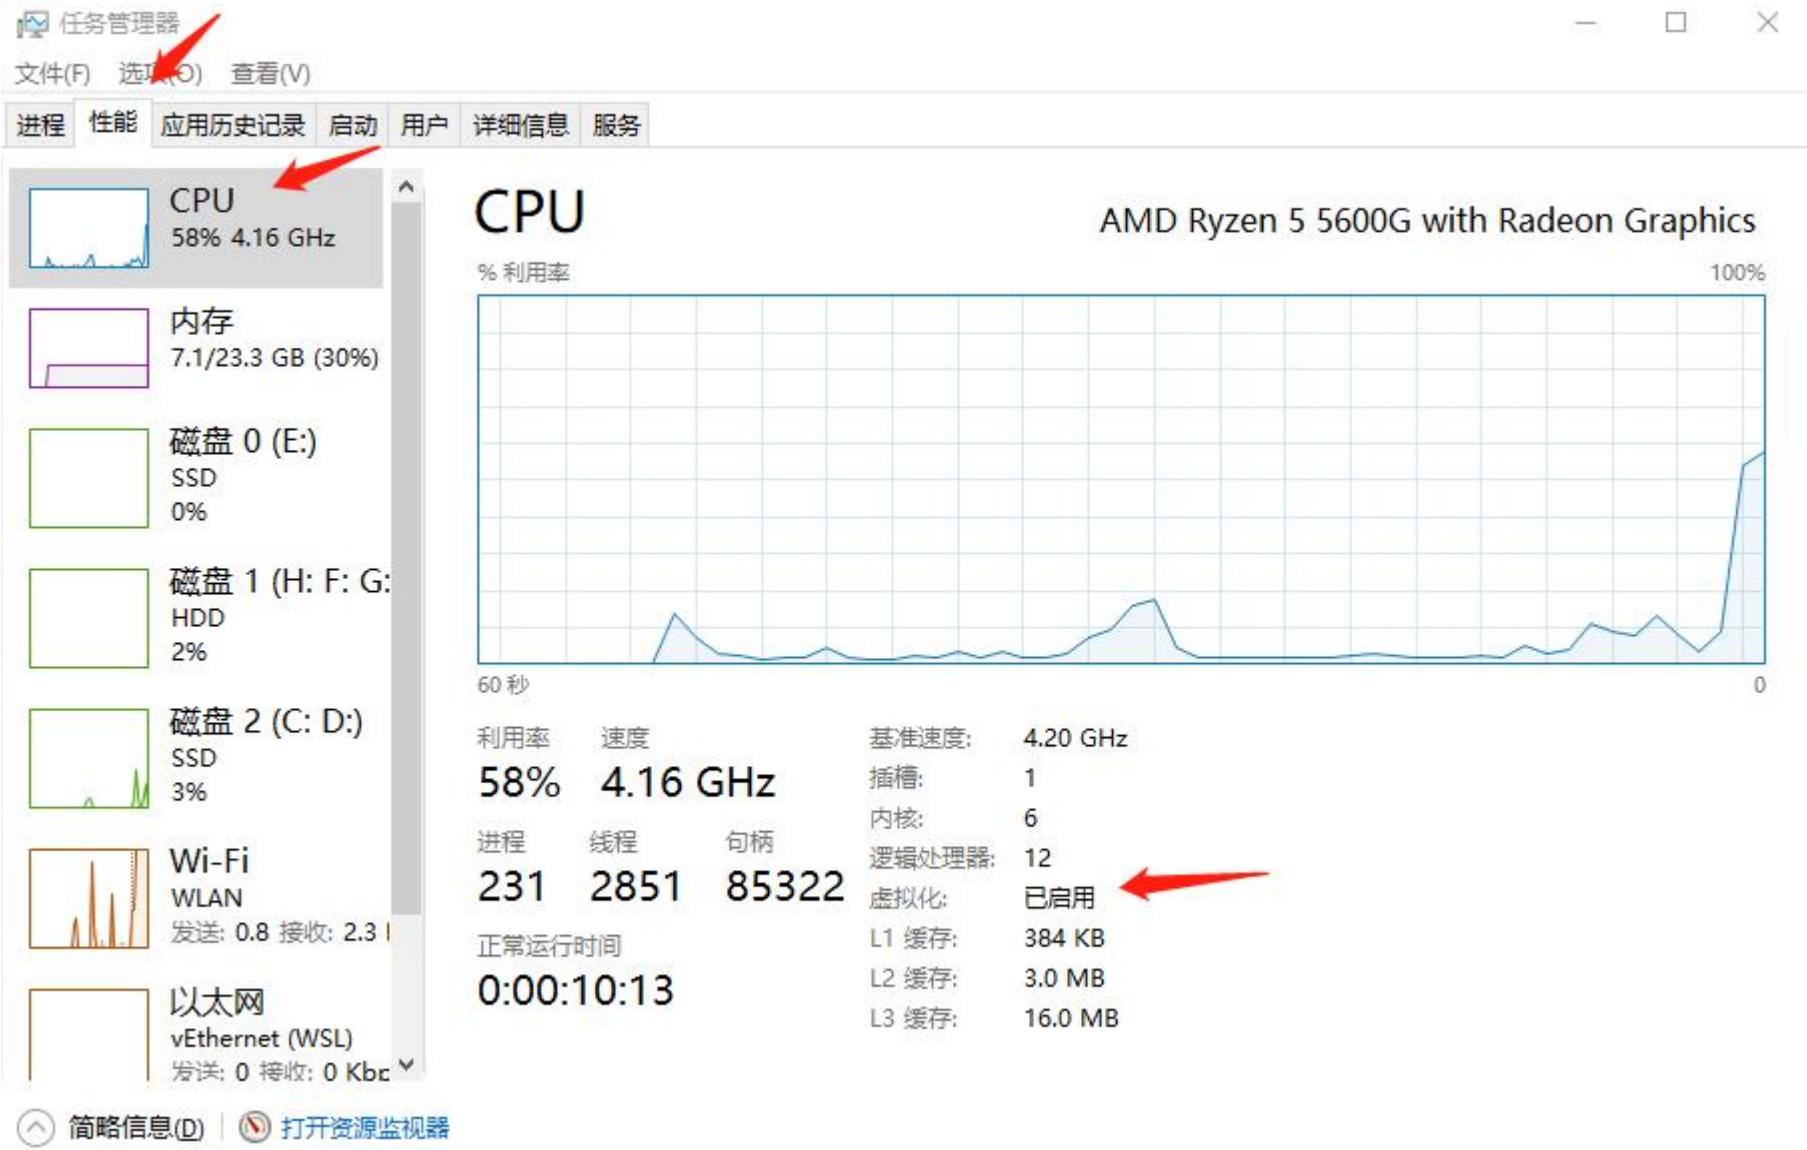 任务管理器
文件(F) 选项(O) 查看(V)
进程 性能 应用历史记录 启动 用户 详细信息 服务
CPU
58% 4.16 GHz
内存
7.1/23.3 GB (30%)
磁盘 0 (E:)
SSD
0%
磁盘 1 (H: F: G:
HDD
2%
磁盘 2 (C: D:)
SSD
3%
Wi-Fi
WLAN
发送: 0.8 接收: 2.3
以太网
vEthernet (WSL)
发送: 0 接收: 0 Kbp
CPU
AMD Ryzen 5 5600G with Radeon Graphics
% 利用率 100%
60 秒 0
利用率 速度
58% 4.16 GHz
进程 线程 句柄
231 2851 85322
正常运行时间
0:00:10:13
基准速度: 4.20 GHz
插槽: 1
内核: 6
逻辑处理器: 12
虚拟化: 已启用
L1 缓存: 384 KB
L2 缓存: 3.0 MB
L3 缓存: 16.0 MB
简略信息(D) 打开资源监视器